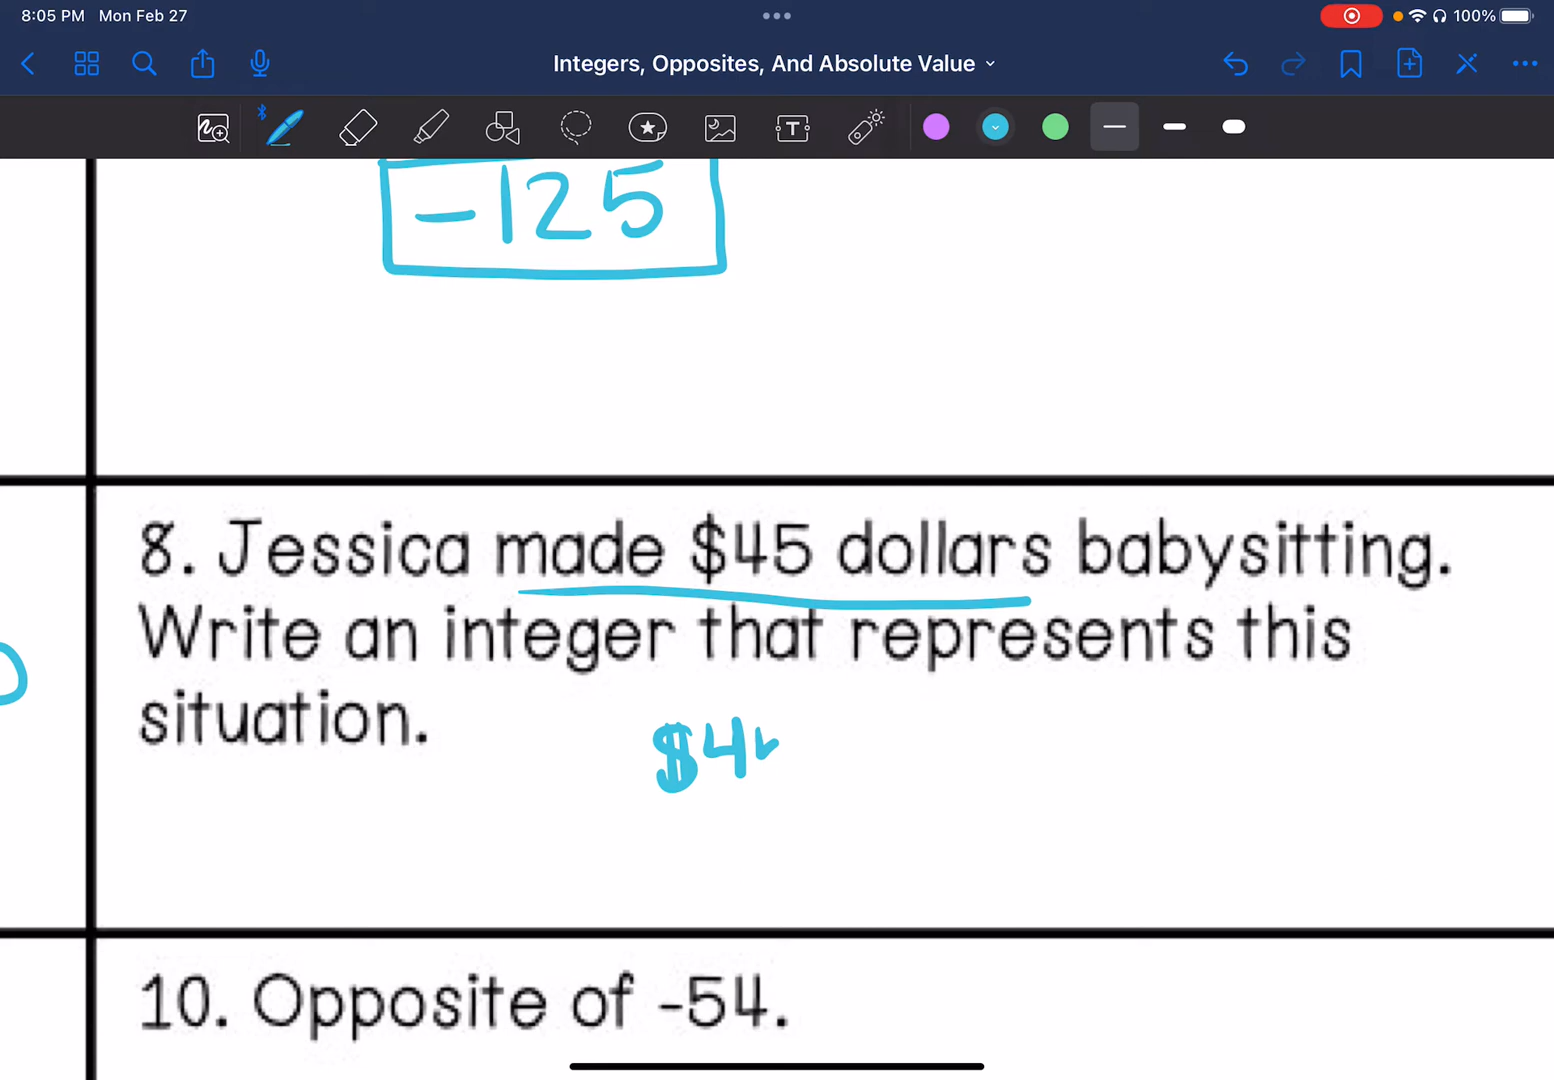 8:05 PM Mon Feb 27
100%
Integers, Opposites, And Absolute Value
T
-125
8. Jessica made $45 dollars babysitting.
Write an integer that represents this
situation.
$4
10. Opposite of -54.